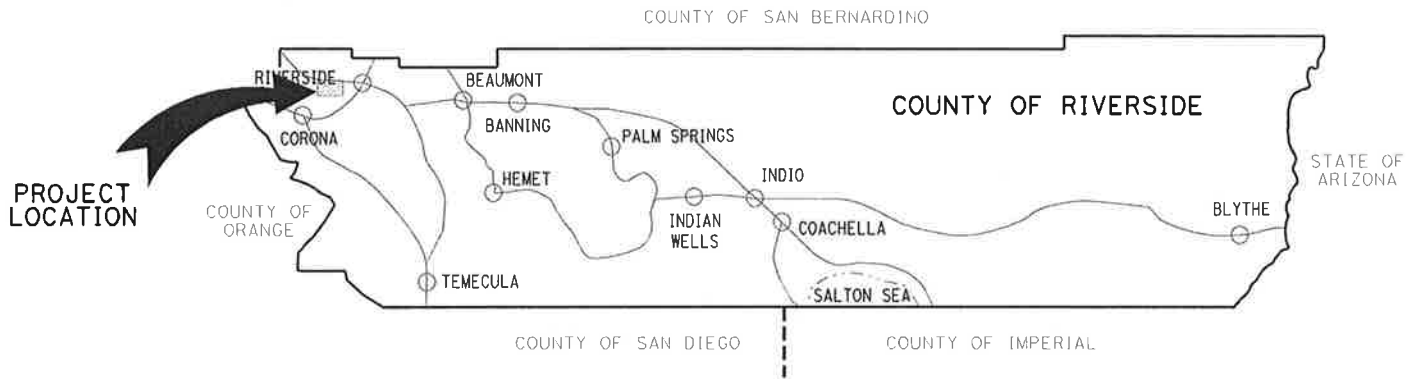 COUNTY OF SAN BERNARDINO
RIVERSIDE
BEAUMONT
COUNTY OF RIVERSIDE
CORONA
BANNING
PALM SPRINGS
STATE OF
ARIZONA
PROJECT
LOCATION
HEMET
INDIO
COUNTY OF
ORANGE
INDIAN
WELLS
COACHELLA
BLYTHE
TEMECULA
SALTON SEA
COUNTY OF SAN DIEGO
COUNTY OF IMPERIAL